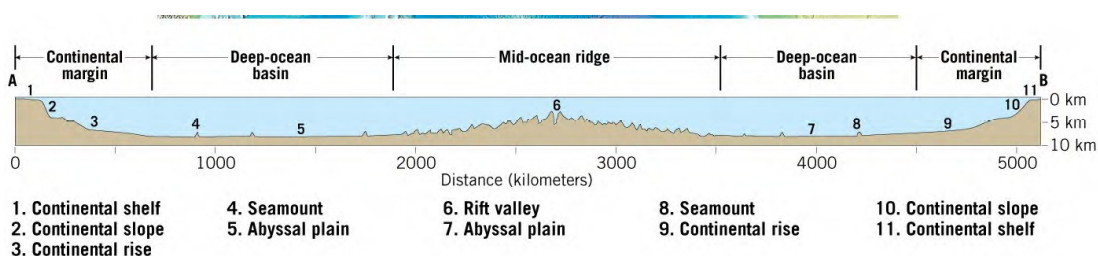 Continental margin
Deep-ocean basin
Mid-ocean ridge
Deep-ocean basin
Continental margin
A
B
1
2
3
4
5
6
7
8
9
10
11
0 km
5 km
10 km
0
1000
2000
3000
4000
5000
Distance (kilometers)
1. Continental shelf
2. Continental slope
3. Continental rise
4. Seamount
5. Abyssal plain
6. Rift valley
7. Abyssal plain
8. Seamount
9. Continental rise
10. Continental slope
11. Continental shelf